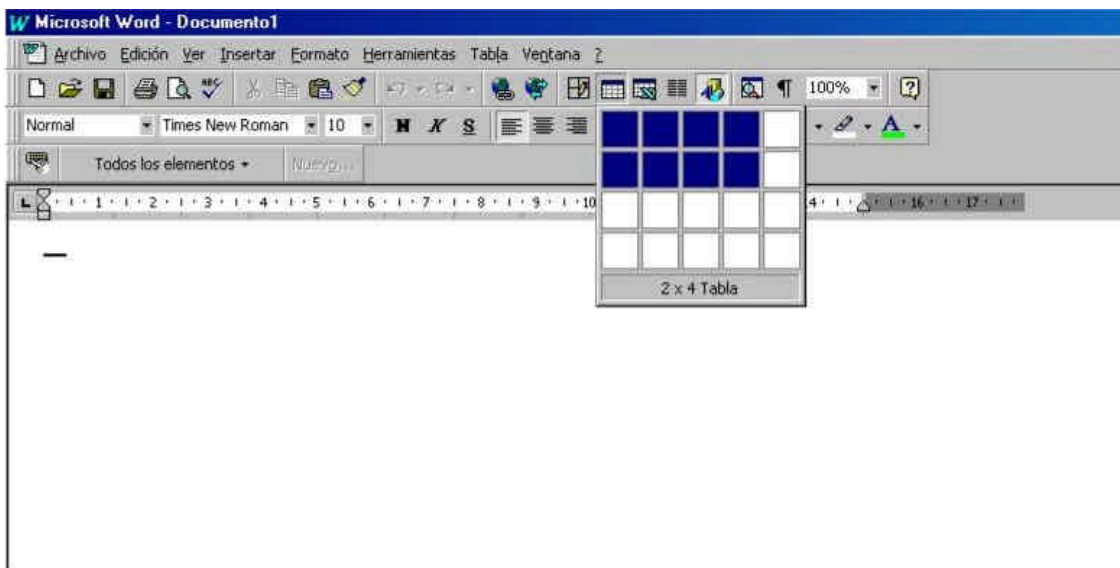 Microsoft Word - Documento1
Archivo Edición Ver Insertar Formato Herramientas Tabla Ventana ?
ABC 100% ?
Normal Times New Roman 10 N K S A
Todos los elementos Nuevo...
1 2 3 4 5 6 7 8 9 10 4 16 17
2 x 4 Tabla